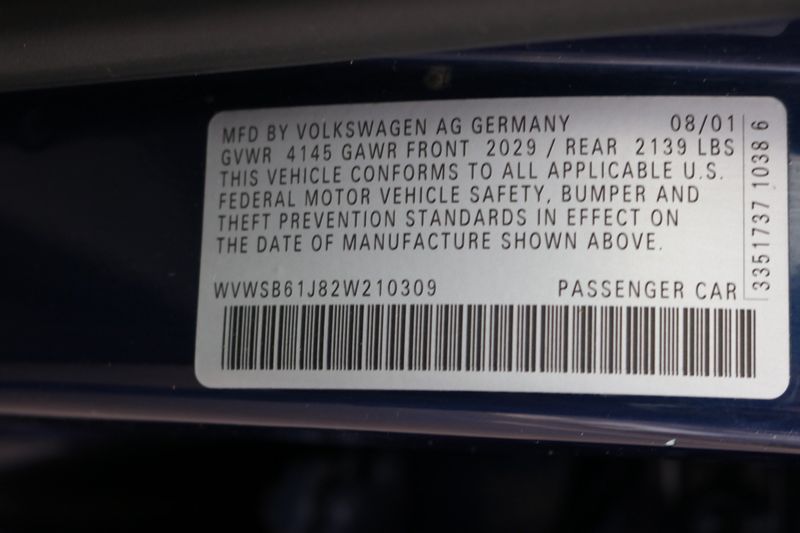 MFD BY VOLKSWAGEN AG GERMANY 08/01
GVWR 4145 GAWR FRONT 2029 / REAR 2139 LBS
THIS VEHICLE CONFORMS TO ALL APPLICABLE U.S.
FEDERAL MOTOR VEHICLE SAFETY, BUMPER AND
THEFT PREVENTION STANDARDS IN EFFECT ON
THE DATE OF MANUFACTURE SHOWN ABOVE.
WVWSB61J82W210309 PASSENGER CAR
3351737 1038 6